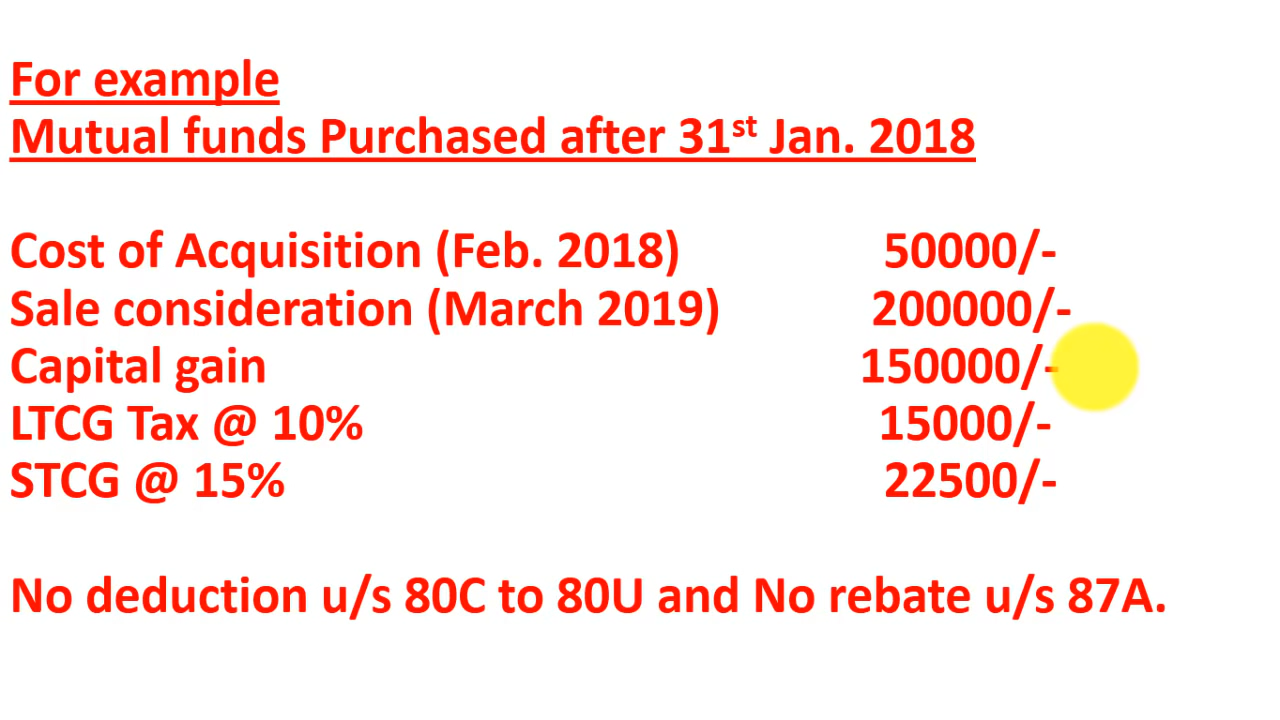 For example
Mutual funds Purchased after 31st Jan. 2018
Cost of Acquisition (Feb. 2018) 50000/-
Sale consideration (March 2019) 200000/-
Capital gain 150000/-
LTCG Tax @ 10% 15000/-
STCG @ 15% 22500/-
No deduction u/s 80C to 80U and No rebate u/s 87A.